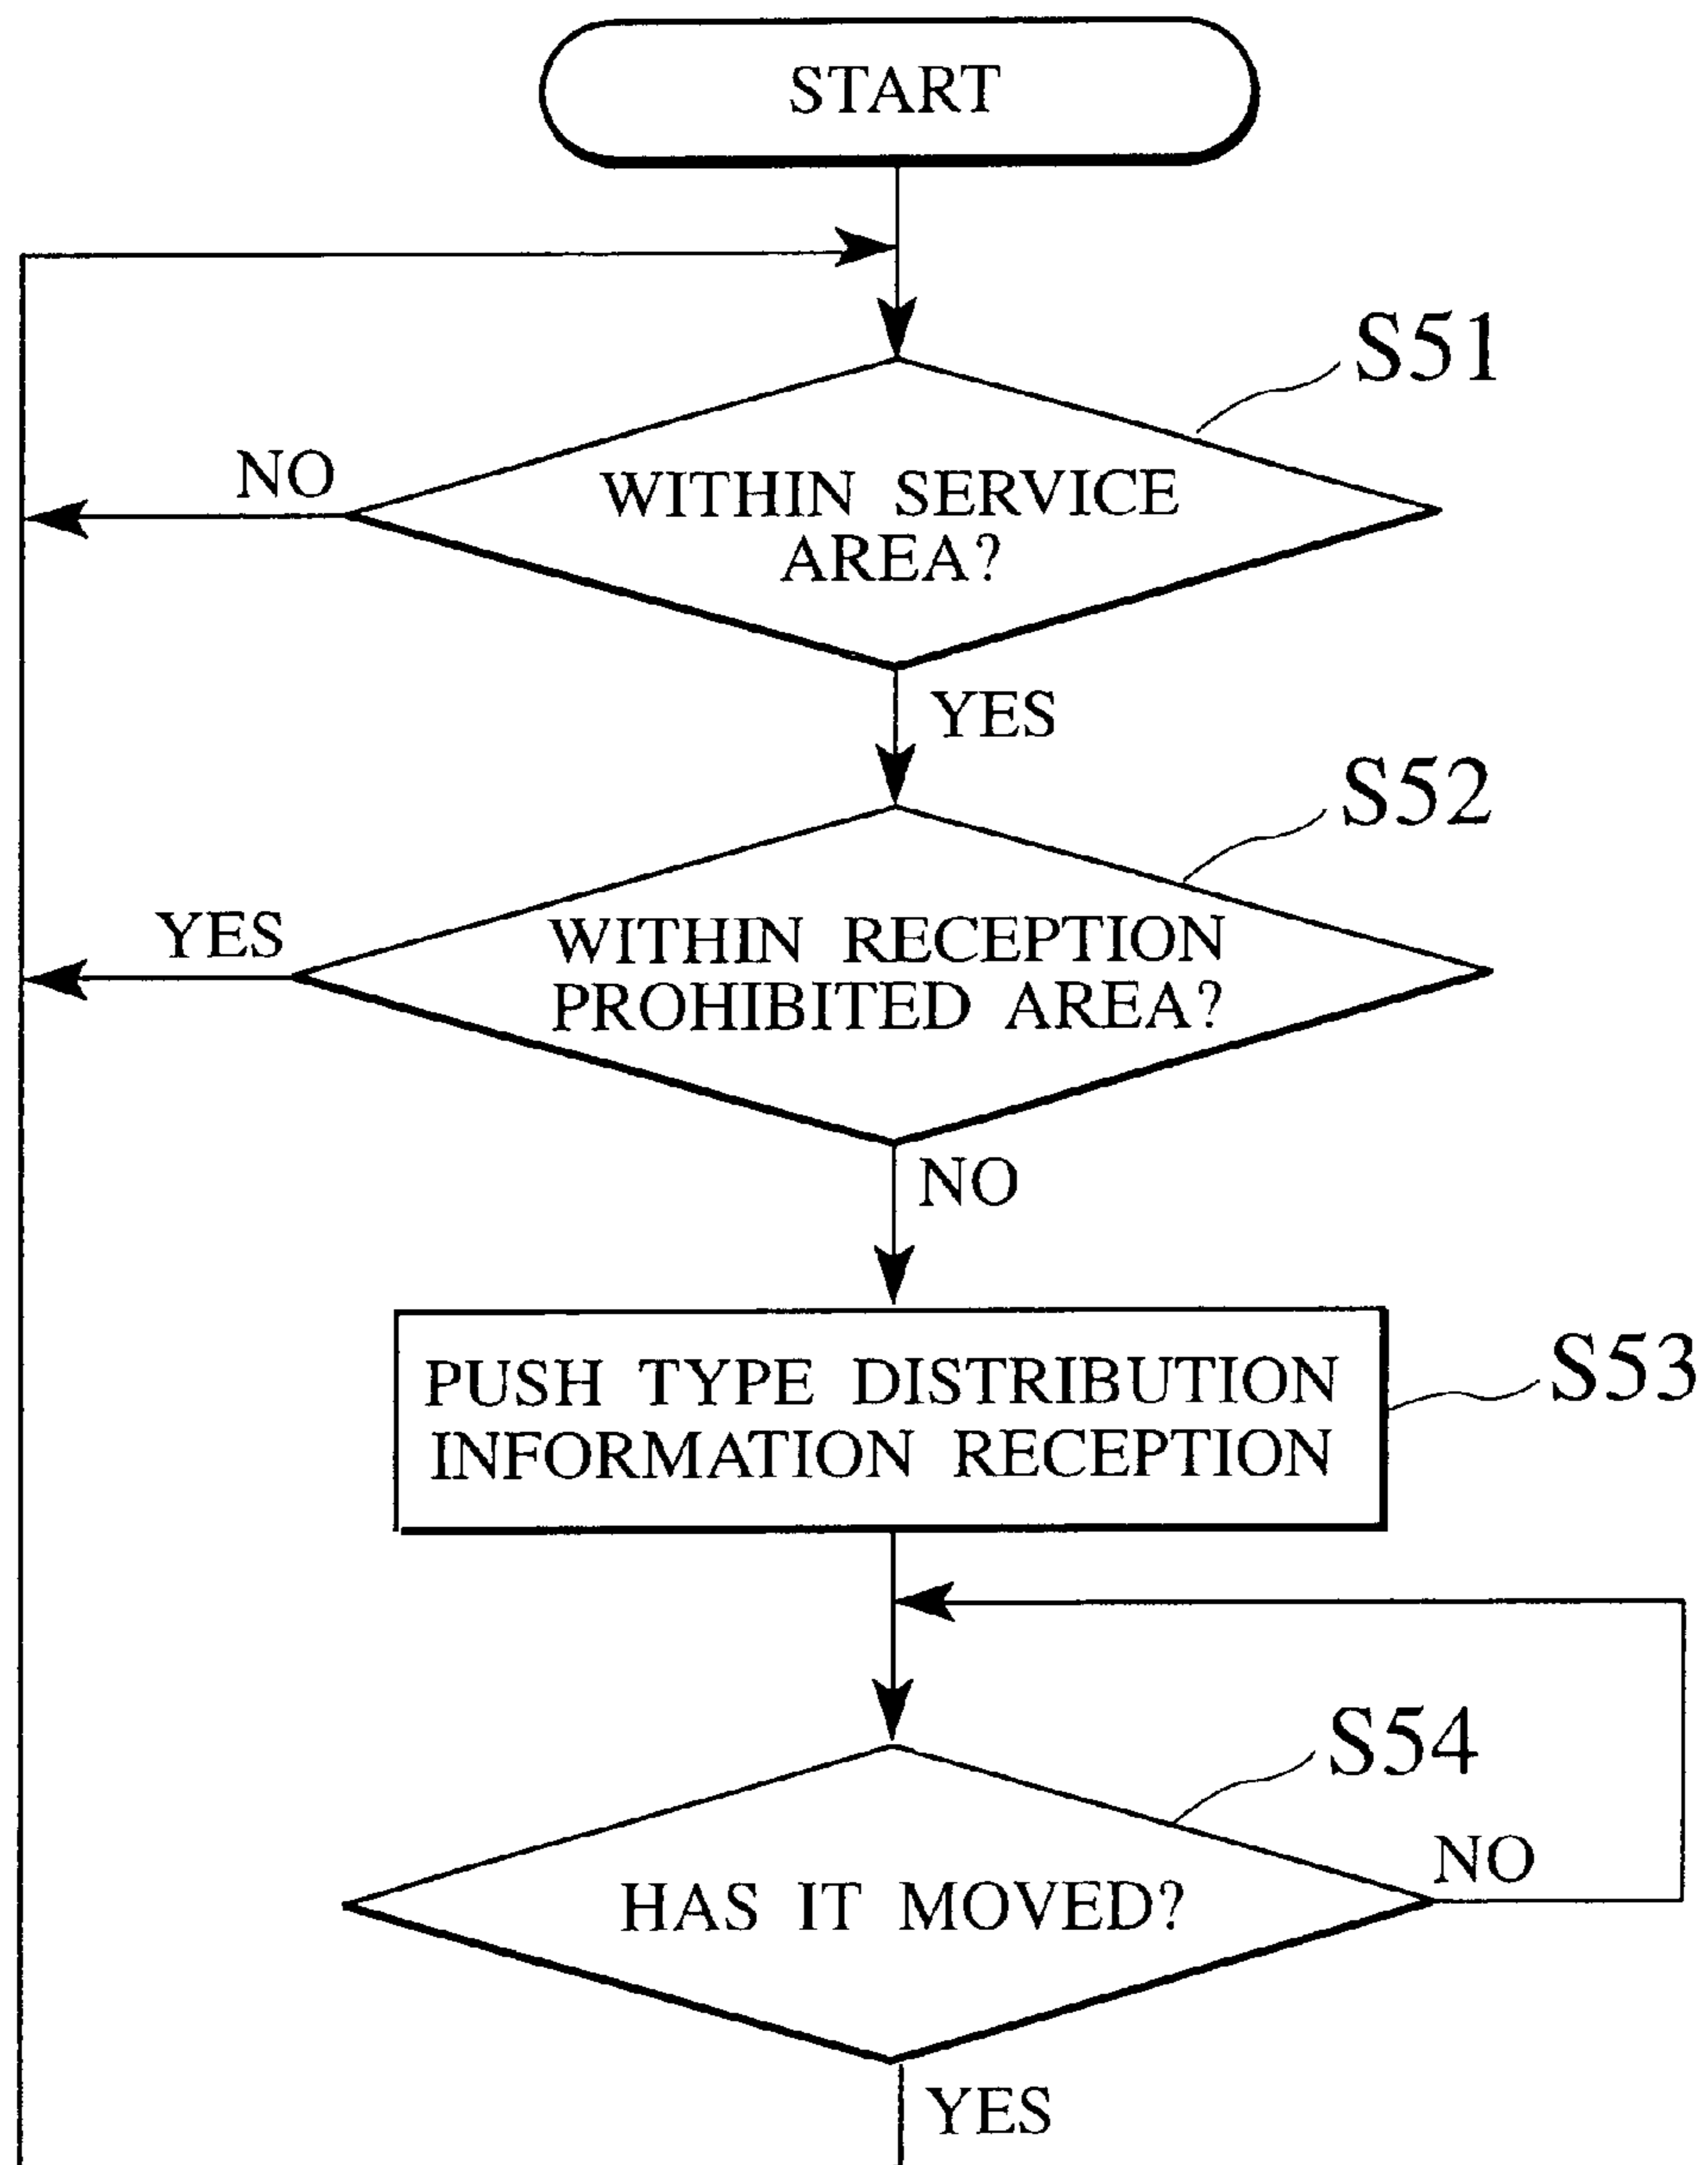 START
S51
NO
WITHIN SERVICE
AREA?
YES
S52
YES
WITHIN RECEPTION
PROHIBITED AREA?
NO
PUSH TYPE DISTRIBUTION
INFORMATION RECEPTION
S53
S54
NO
HAS IT MOVED?
YES